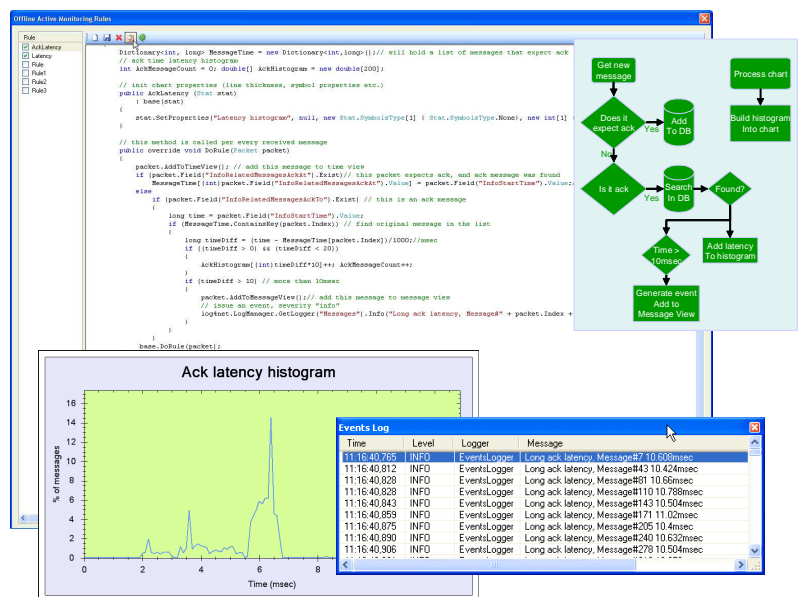 Offline Active Monitoring Rules
Rule
AckLatency
Latency
Rule
Rule1
Rule2
Rule3
Dictionary<int, long> MessageTime = new Dictionary<int,long>();// will hold a list of messages that expect ack
// ack time latency histogram
int AckMessageCount = 0; double[] AckHistogram = new double[200];
// init chart properties (line thickness, symbol properties etc.)
public AckLatency (Stat stat)
: base(stat)
{
stat.SetProperties("Latency histogram", null, new Stat.SymbolsType[1] { Stat.SymbolsType.None), new int[1] (
}
// this method is called per every received message
public override void DoRule(Packet packet)
{
packet.AddToTimeView(); // add this message to time view
if (packet.Field("InfoRelatedMessagesAckAt").Exist)// this packet expects ack, and ack message was found
MessageTime[(int)packet.Field("InfoRelatedMessagesAckAt").Value] = packet.Field("InfoStartTime").Value;
else
if (packet.Field("InfoRelatedMessagesAckTo").Exist) // this is an ack message
{
long time = packet.Field("InfoStartTime").Value;
if (MessageTime.ContainsKey(packet.Index)) // find original message in the list
{
long timeDiff = (time - MessageTime[packet.Index])/1000;//msec
if ((timeDiff > 0) && (timeDiff < 20))
{
AckHistogram[(int)timeDiff*10]++; AckMessageCount++;
}
if (timeDiff > 10) // more than 10msec
{
packet.AddToMessageView();// add this message to message view
// issue an event, severity "info"
log4net.LogManager.GetLogger("Messages").Info("Long ack latency, Message#" + packet.Index +
}
}
}
base.DoRule(packet);
Get new
message
Does it
expect ack
Yes
Add
To DB
No
Is it ack
Yes
Search
In DB
Found?
Time >
10msec
Add latency
To histogram
Generate event
Add to
Message View
Process chart
Build histogram
Into chart
Ack latency histogram
% of messages
16
14
12
10
8
6
4
2
0
0 2 4 6 8
Time (msec)
Events Log
Time Level Logger Message
11:16:40,765 INFO EventsLogger Long ack latency, Message#7 10.608msec
11:16:40,812 INFO EventsLogger Long ack latency, Message#43 10.424msec
11:16:40,828 INFO EventsLogger Long ack latency, Message#81 10.66msec
11:16:40,828 INFO EventsLogger Long ack latency, Message#110 10.788msec
11:16:40,843 INFO EventsLogger Long ack latency, Message#143 10.504msec
11:16:40,859 INFO EventsLogger Long ack latency, Message#171 11.02msec
11:16:40,875 INFO EventsLogger Long ack latency, Message#205 10.4msec
11:16:40,890 INFO EventsLogger Long ack latency, Message#240 10.632msec
11:16:40,906 INFO EventsLogger Long ack latency, Message#278 10.504msec